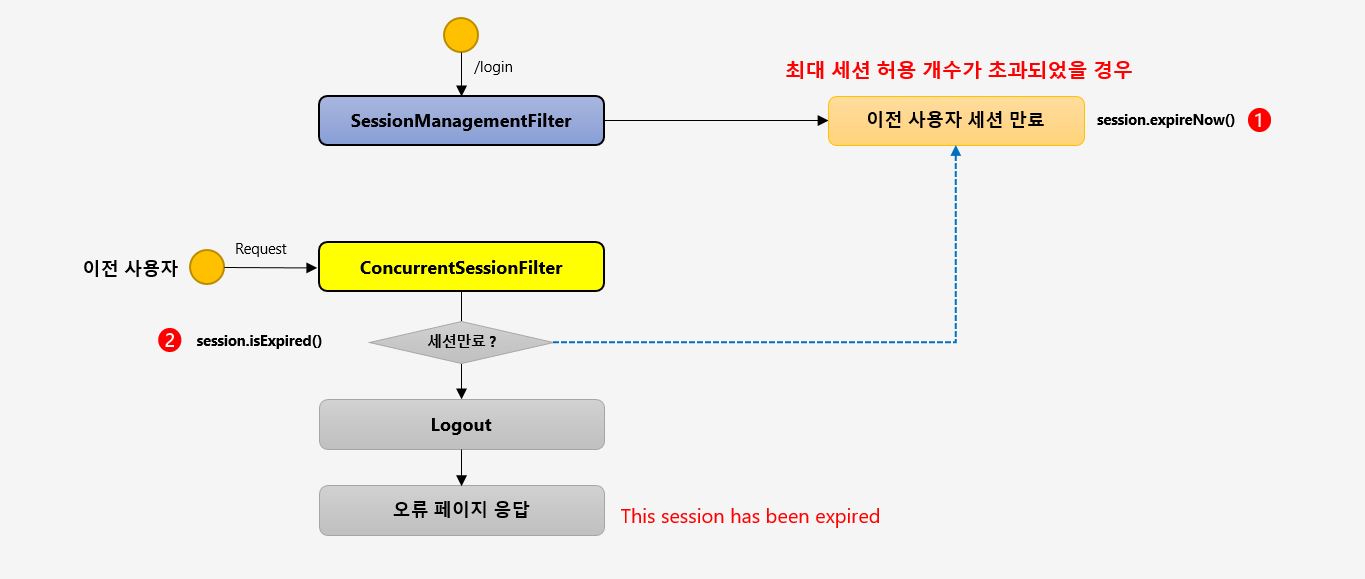 /login
최대 세션 허용 개수가 초과되었을 경우
SessionManagementFilter
이전 사용자 세션 만료
session.expireNow()
1
Request
이전 사용자
ConcurrentSessionFilter
2
session.isExpired()
세션만료 ?
Logout
오류 페이지 응답
This session has been expired